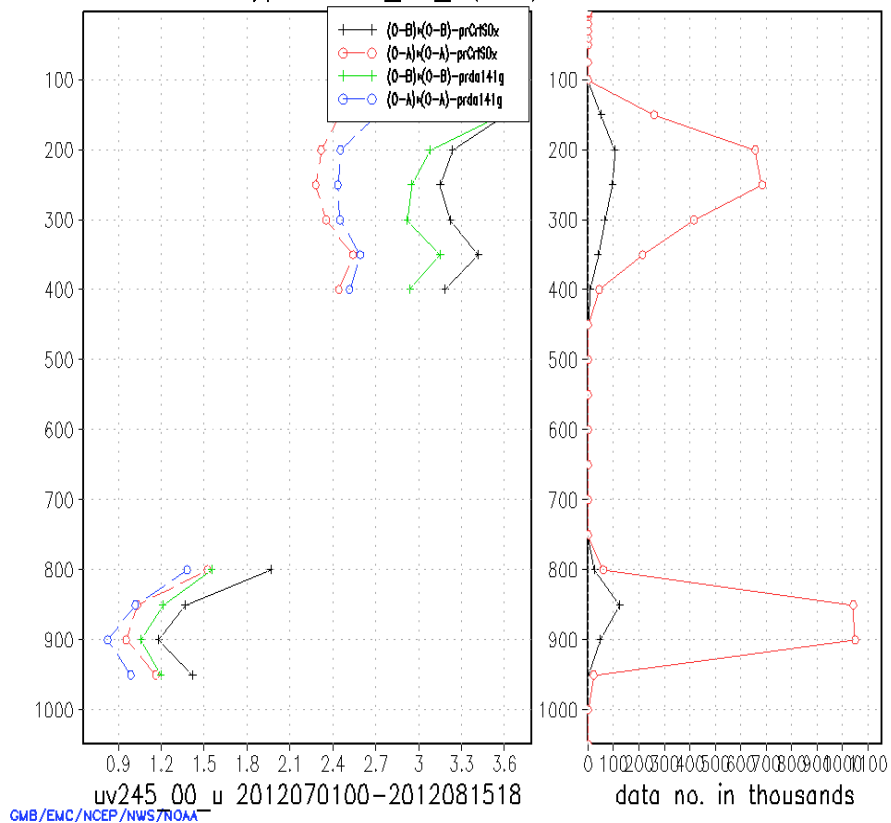 (O-B)*(O-B)-prCrtSOx
(O-A)*(O-A)-prCrtSOx
(O-B)*(O-B)-prda141g
(O-A)*(O-A)-prda141g
100
200
300
400
500
600
700
800
900
1000
0.9 1.2 1.5 1.8 2.1 2.4 2.7 3 3.3 3.6
uv245_00_u 2012070100-2012081518
100
200
300
400
500
600
700
800
900
1000
0 100 200 300 400 500 600 700 800 900 1000 1100
data no. in thousands
GMB/EMC/NCEP/NWS/NOAA